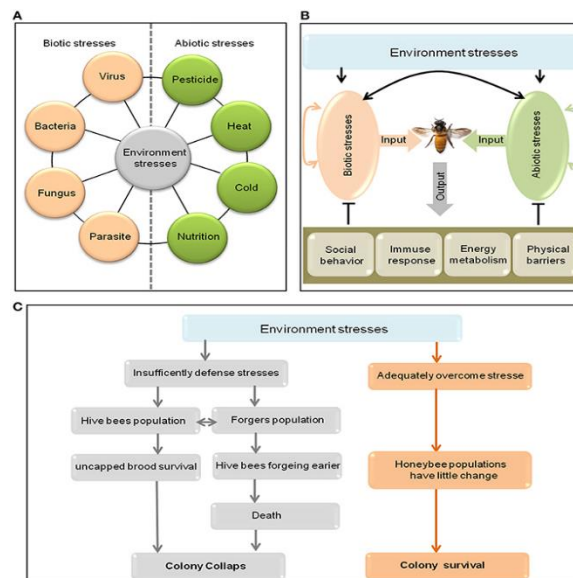 A
Biotic stresses
Abiotic stresses
Virus
Pesticide
Bacteria
Heat
Environment
stresses
Fungus
Cold
Parasite
Nutrition
B
Environment stresses
Biotic stresses
Input
Input
Abiotic stresses
Output
Social
behavior
Immune
response
Energy
metabolism
Physical
barriers
C
Environment stresses
Insufficently defense stresses
Adequately overcome stresse
Hive bees population
Forgers population
uncapped brood survival
Hive bees forgeing earier
Honeybee populations
have little change
Death
Colony Collaps
Colony survival